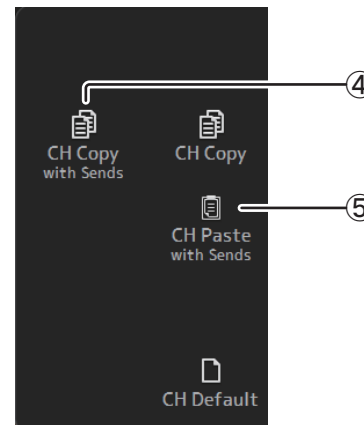 ④
CH Copy
with Sends
CH Copy
⑤
CH Paste
with Sends
CH Default